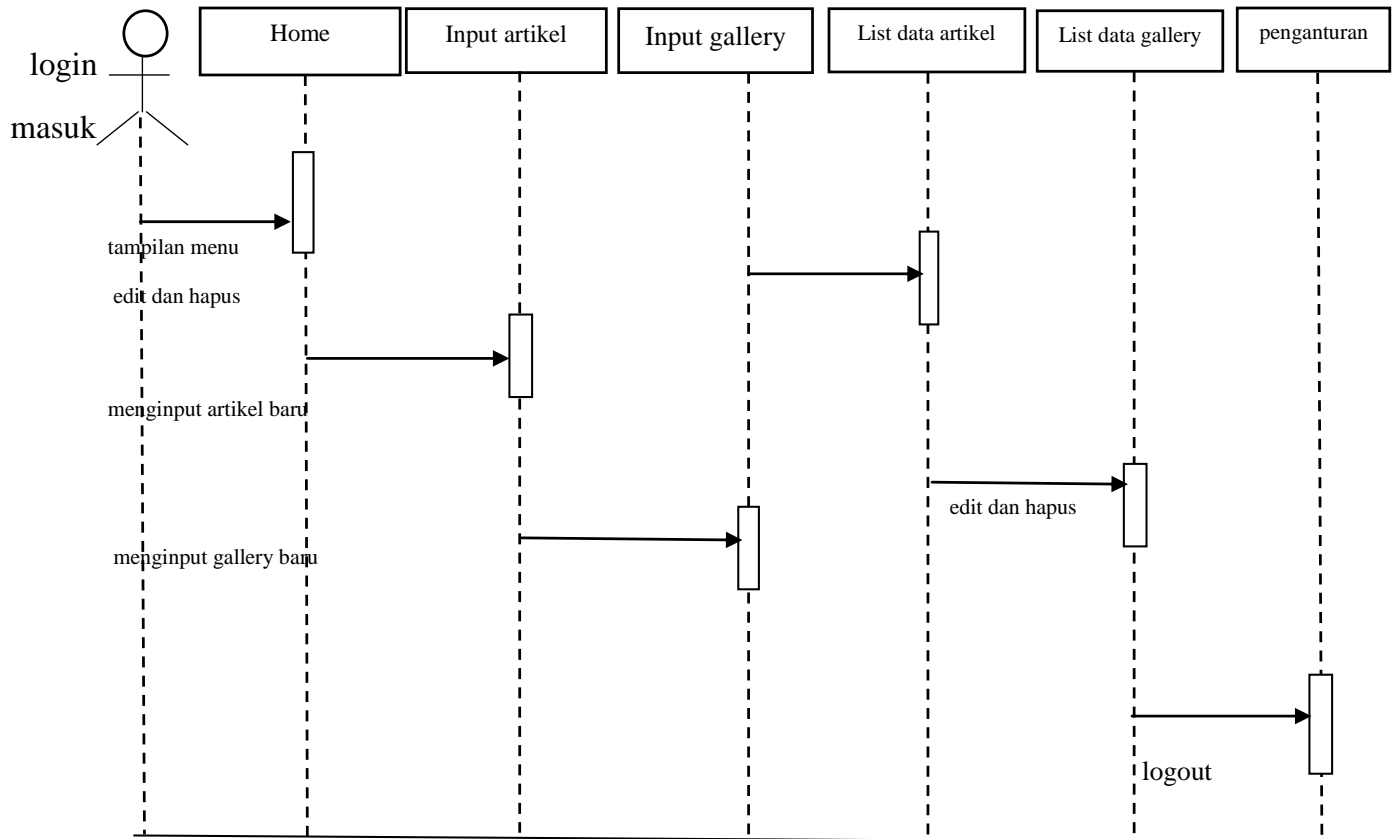 login
masuk
Home
Input artikel
Input gallery
List data artikel
List data gallery
penganturan
tampilan menu
edit dan hapus
menginput artikel baru
edit dan hapus
menginput gallery baru
logout